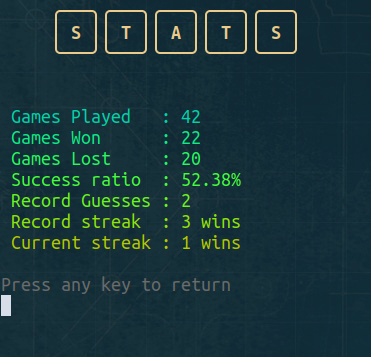 S T A T S
Games Played : 42
Games Won : 22
Games Lost : 20
Success ratio : 52.38%
Record Guesses : 2
Record streak : 3 wins
Current streak : 1 wins
Press any key to return